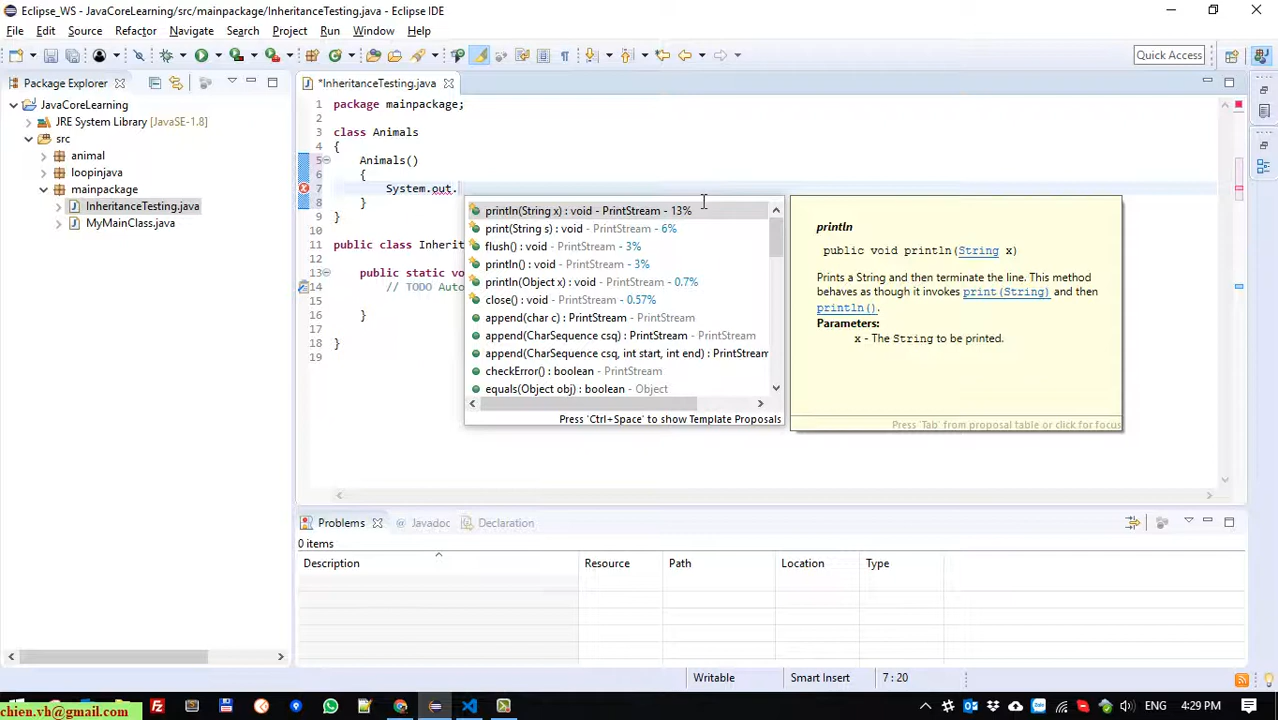 Eclipse_WS - JavaCoreLearning/src/mainpackage/InheritanceTesting.java - Eclipse IDE
File Edit Source Refactor Navigate Search Project Run Window Help
Quick Access
Package Explorer
*InheritanceTesting.java
JavaCoreLearning
JRE System Library [JavaSE-1.8]
src
animal
loopinjava
mainpackage
InheritanceTesting.java
MyMainClass.java
1 package mainpackage;
2
3 class Animals
4 {
5 Animals()
6 {
7 System.out.
8 }
9 }
10
11 public class Inherit
12
13 public static vo
14 // TODO Auto
15
16 }
17
18 }
19
println(String x) : void - PrintStream - 13%
print(String s) : void - PrintStream - 6%
flush() : void - PrintStream - 3%
println() : void - PrintStream - 3%
println(Object x) : void - PrintStream - 0.7%
close() : void - PrintStream - 0.57%
append(char c) : PrintStream - PrintStream
append(CharSequence csq) : PrintStream - PrintStream
append(CharSequence csq, int start, int end) : PrintStream
checkError() : boolean - PrintStream
equals(Object obj) : boolean - Object
Press 'Ctrl+Space' to show Template Proposals
println
public void println(String x)
Prints a String and then terminate the line. This method
behaves as though it invokes print(String) and then
println().
Parameters:
x - The String to be printed.
Press 'Tab' from proposal table or click for focus
Problems @ Javadoc Declaration
0 items
Description Resource Path Location Type
Writable Smart Insert 7 : 20
chien.vh@gmail.com
4:29 PM